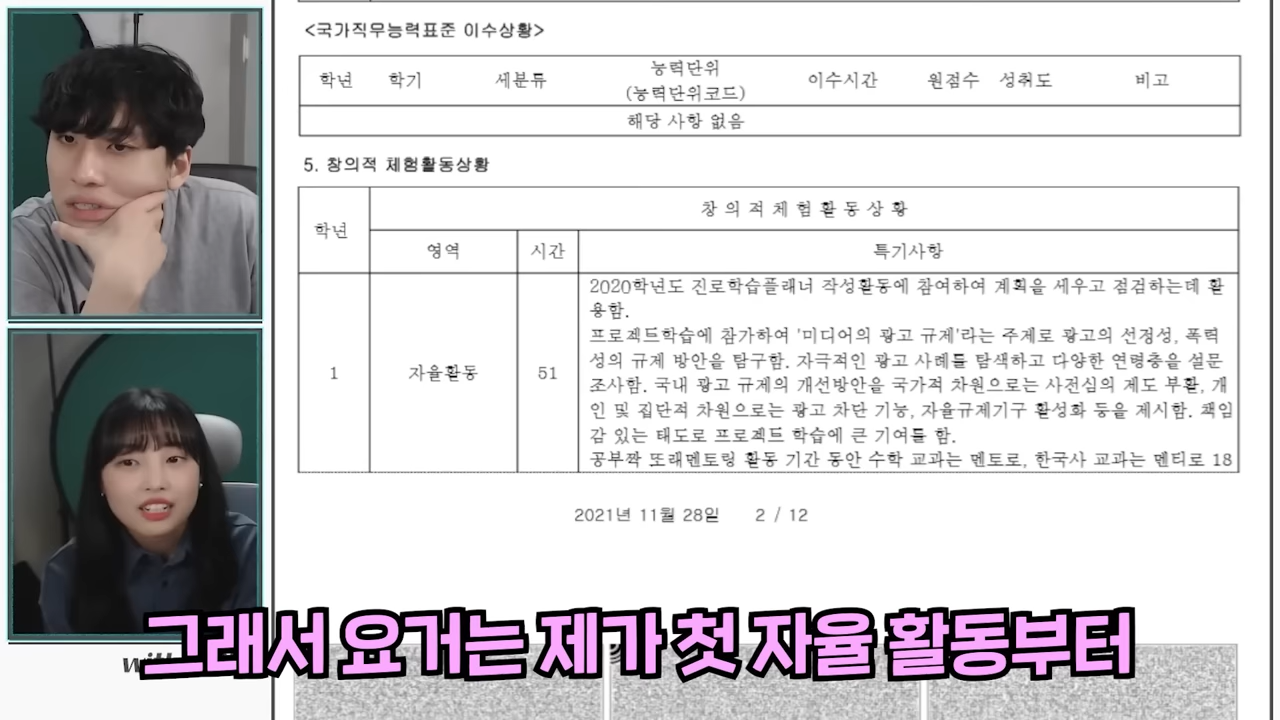 <국가직무능력표준 이수상황>
학년 학기 세분류 능력단위 (능력단위코드) 이수시간 원점수 성취도 비고
해당 사항 없음
5. 창의적 체험활동상황
학년 창 의 적 체 험 활 동 상 황
영역 시간 특기사항
1 자율활동 51
2020학년도 진로학습플래너 작성활동에 참여하여 계획을 세우고 점검하는데 활
용함.
프로젝트학습에 참가하여 '미디어의 광고 규제'라는 주제로 광고의 선정성, 폭력
성의 규제 방안을 탐구함. 자극적인 광고 사례를 탐색하고 다양한 연령층을 설문
조사함. 국내 광고 규제의 개선방안을 국가적 차원으로는 사전심의 제도 부활, 개
인 및 집단적 차원으로는 광고 차단 기능, 자율규제기구 활성화 등을 제시함. 책임
감 있는 태도로 프로젝트 학습에 큰 기여를 함.
공부짝 또래멘토링 활동 기간 동안 수학 교과는 멘토로, 한국사 교과는 멘티로 18
2021년 11월 28일 2 / 12
그래서 요거는 제가 첫 자율 활동부터